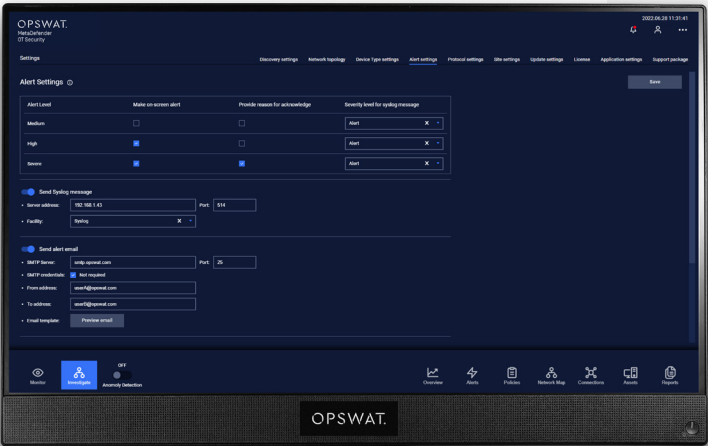 OPSWAT.
MetaDefender
OT Security
2022.06.28 11:31:41
Settings
Discovery settings Network topology Device Type settings Alert settings Protocol settings Site settings Update settings License Application settings Support package
Alert Settings
Save
Alert Level Make on-screen alert Provide reason for acknowledge Severity level for syslog message
Medium Alert
High Alert
Severe Alert
Send Syslog message
Server address: 192.168.1.43 Port: 514
Facility: Syslog
Send alert email
SMTP Server: smtp.opswat.com Port: 25
SMTP credentials: Not required
From address: userA@opswat.com
To address: userB@opswat.com
Email template: Preview email
Monitor Investigate OFF Anomaly Detection Overview Alerts Policies Network Map Connections Assets Reports
OPSWAT.